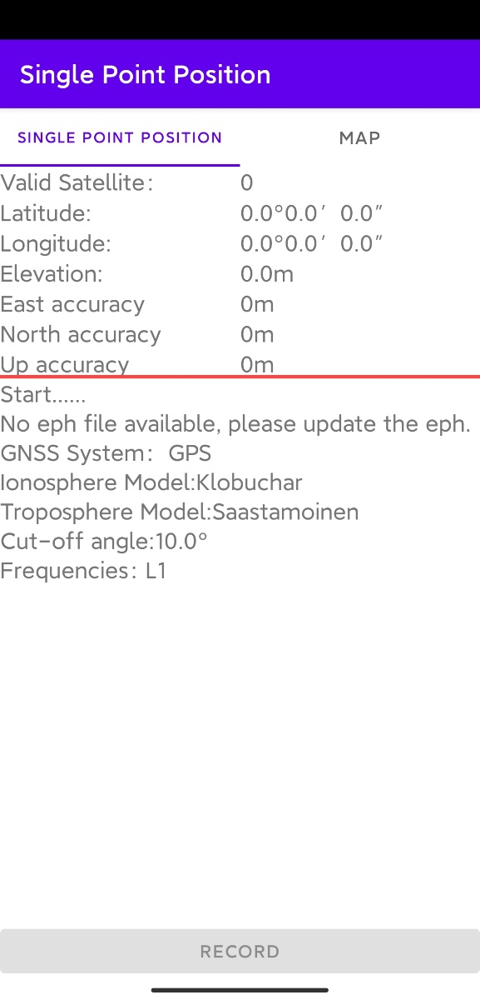 Single Point Position
SINGLE POINT POSITION MAP
Valid Satellite: 0
Latitude: 0.0°0.0′ 0.0″
Longitude: 0.0°0.0′ 0.0″
Elevation: 0.0m
East accuracy 0m
North accuracy 0m
Up accuracy 0m
Start......
No eph file available, please update the eph.
GNSS System: GPS
Ionosphere Model:Klobuchar
Troposphere Model:Saastamoinen
Cut-off angle:10.0°
Frequencies: L1
RECORD